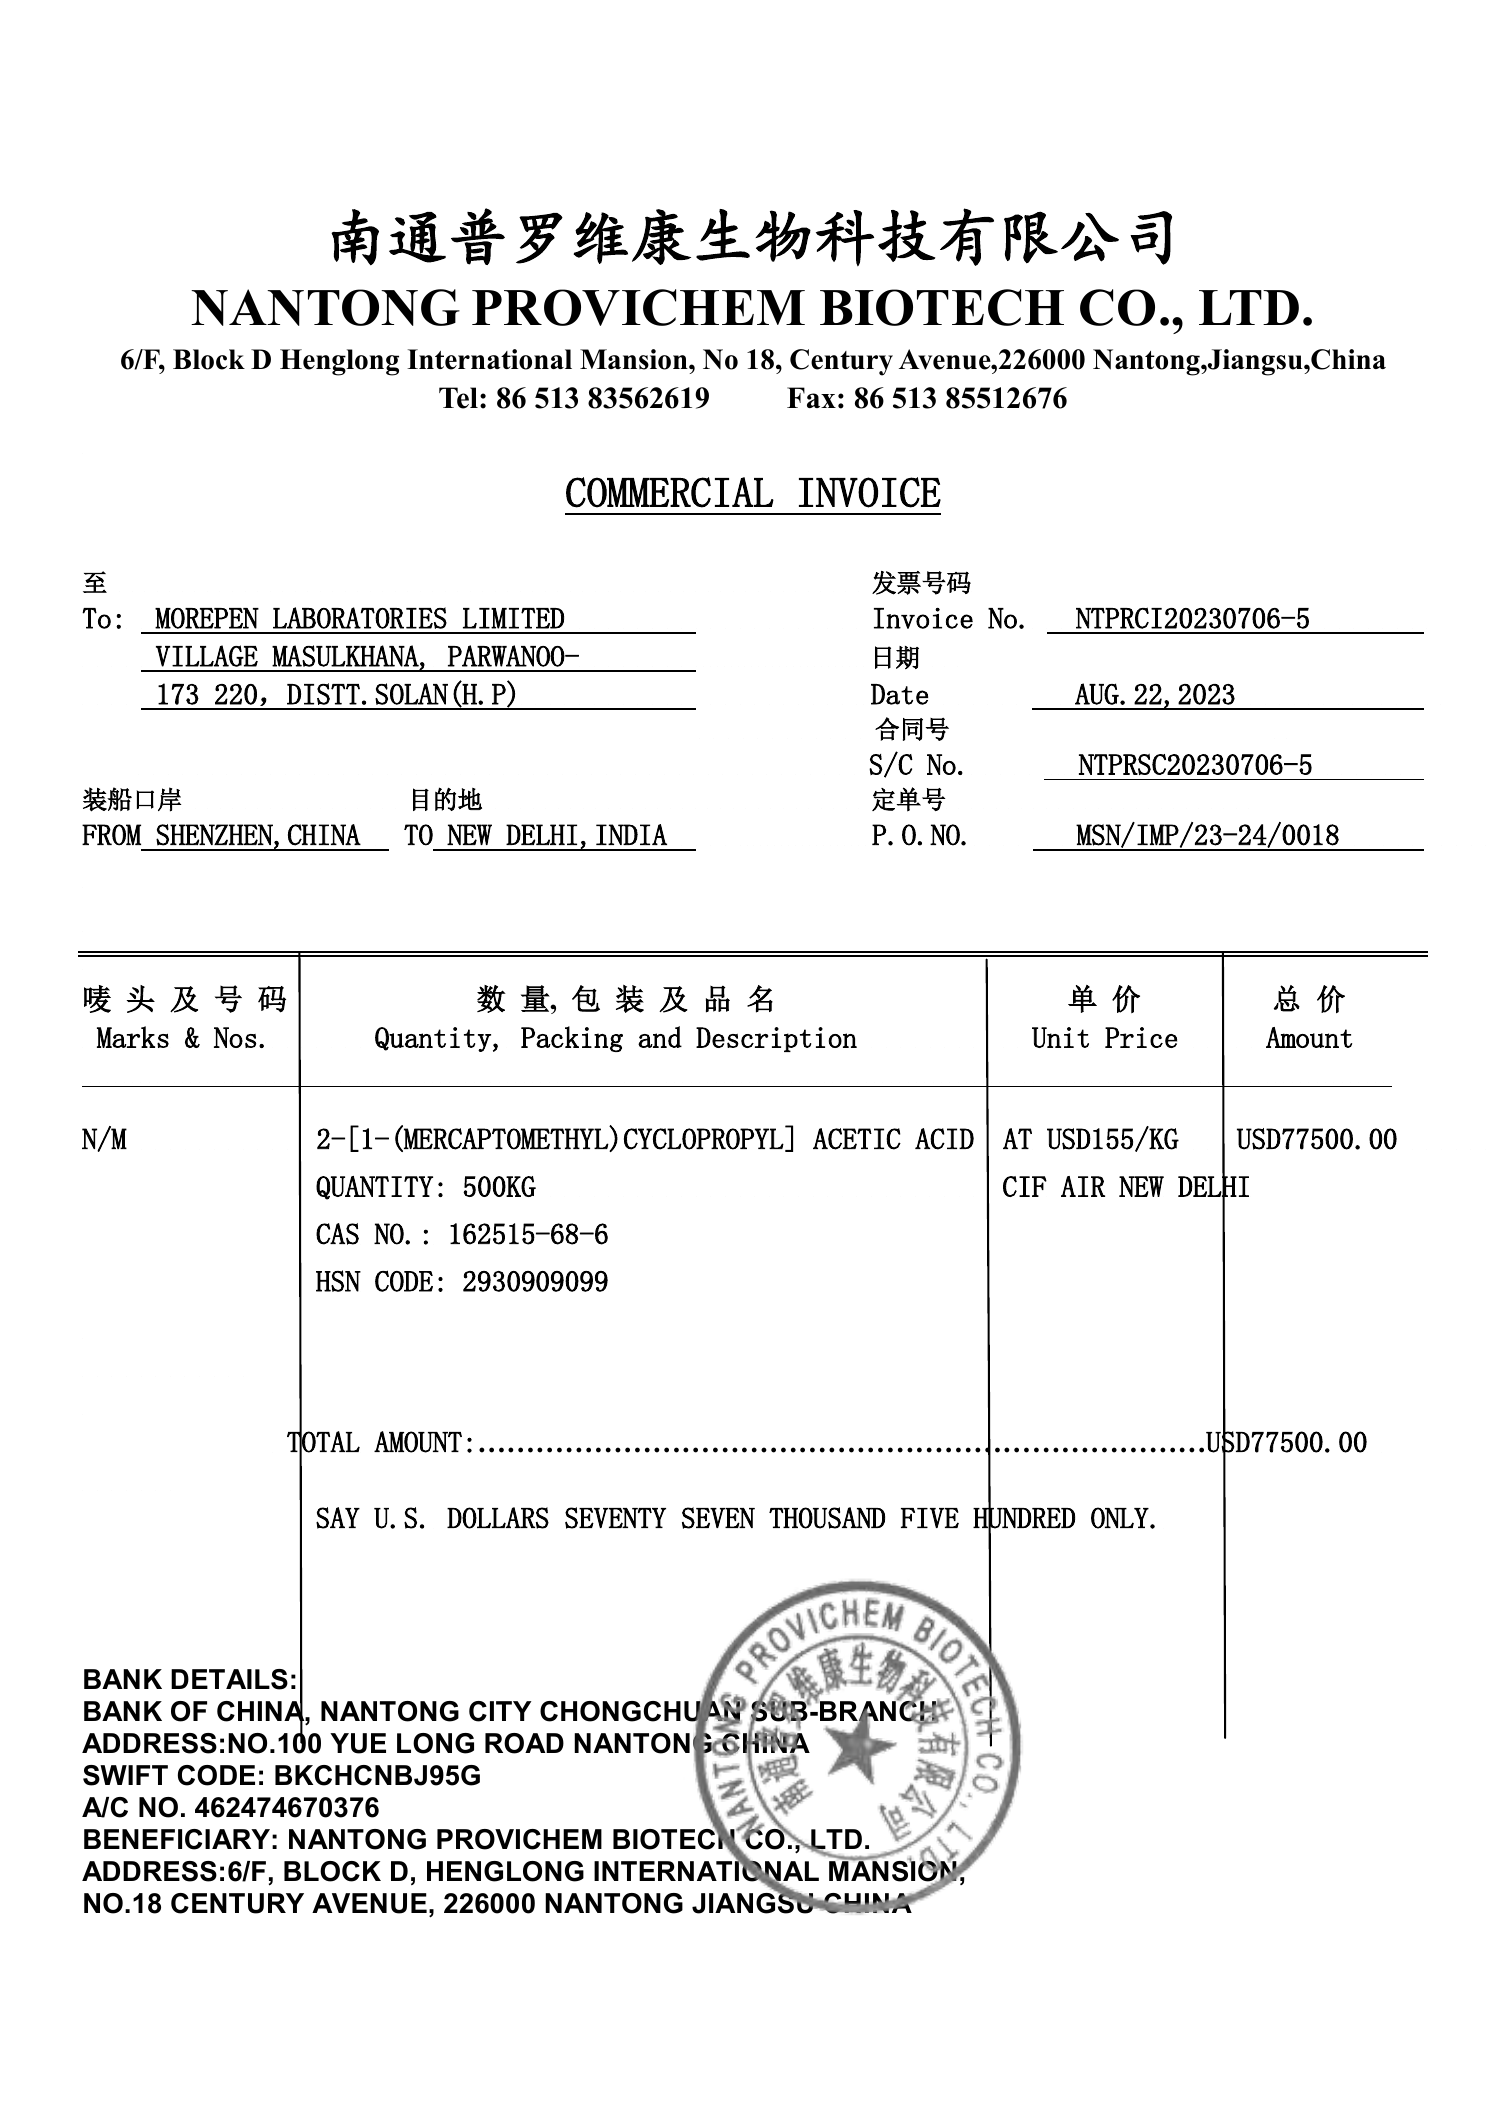 南通普罗维康生物科技有限公司
NANTONG PROVICHEM BIOTECH CO., LTD.
6/F, Block D Henglong International Mansion, No 18, Century Avenue,226000 Nantong,Jiangsu,China
Tel: 86 513 83562619 Fax: 86 513 85512676
COMMERCIAL INVOICE
至 发票号码
To: MOREPEN LABORATORIES LIMITED Invoice No. NTPRCI20230706-5
VILLAGE MASULKHANA, PARWANOO- 日期
173 220, DISTT.SOLAN(H.P) Date AUG.22,2023
合同号
S/C No. NTPRSC20230706-5
装船口岸 目的地 定单号
FROM SHENZHEN,CHINA TO NEW DELHI,INDIA P.O.NO. MSN/IMP/23-24/0018
唛头及号码 数量,包装及品名 单价 总价
Marks & Nos. Quantity, Packing and Description Unit Price Amount
N/M 2-[1-(MERCAPTOMETHYL)CYCLOPROPYL] ACETIC ACID AT USD155/KG USD77500.00
QUANTITY: 500KG CIF AIR NEW DELHI
CAS NO.: 162515-68-6
HSN CODE: 2930909099
TOTAL AMOUNT:...........................................................................USD77500.00
SAY U.S. DOLLARS SEVENTY SEVEN THOUSAND FIVE HUNDRED ONLY.
BANK DETAILS:
BANK OF CHINA, NANTONG CITY CHONGCHUAN SUB-BRANCH
ADDRESS:NO.100 YUE LONG ROAD NANTONG CHINA
SWIFT CODE: BKCHCNBJ95G
A/C NO. 462474670376
BENEFICIARY: NANTONG PROVICHEM BIOTECH CO., LTD.
ADDRESS:6/F, BLOCK D, HENGLONG INTERNATIONAL MANSION,
NO.18 CENTURY AVENUE, 226000 NANTONG JIANGSU CHINA
NANTONG PROVICHEM BIOTECH CO., LTD.
南通普罗维康生物科技有限公司